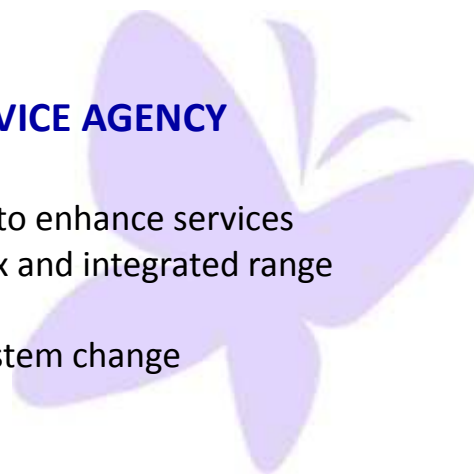 VICE AGENCY
to enhance services
x and integrated range
stem change